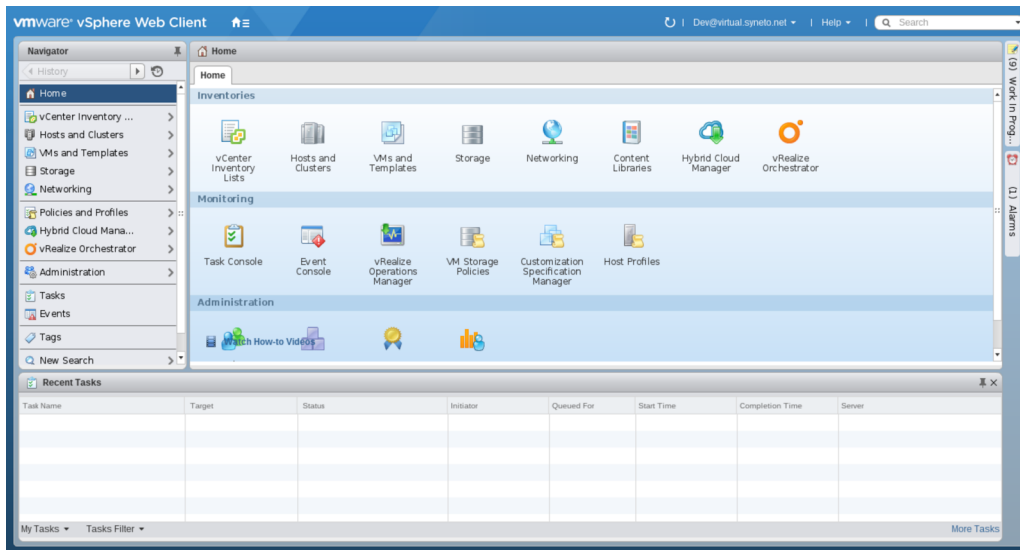 vmware® vSphere Web Client
Dev@virtual.syneto.net
Help
Search
Navigator
History
Home
vCenter Inventory ...
Hosts and Clusters
VMs and Templates
Storage
Networking
Policies and Profiles
Hybrid Cloud Mana...
vRealize Orchestrator
Administration
Tasks
Events
Tags
New Search
Home
Home
Inventories
vCenter
Inventory
Lists
Hosts and
Clusters
VMs and
Templates
Storage
Networking
Content
Libraries
Hybrid Cloud
Manager
vRealize
Orchestrator
Monitoring
Task Console
Event
Console
vRealize
Operations
Manager
VM Storage
Policies
Customization
Specification
Manager
Host Profiles
Administration
Watch How-to Videos
(9) Work In Prog...
(1) Alarms
Recent Tasks
Task Name Target Status Initiator Queued For Start Time Completion Time Server
My Tasks Tasks Filter More Tasks